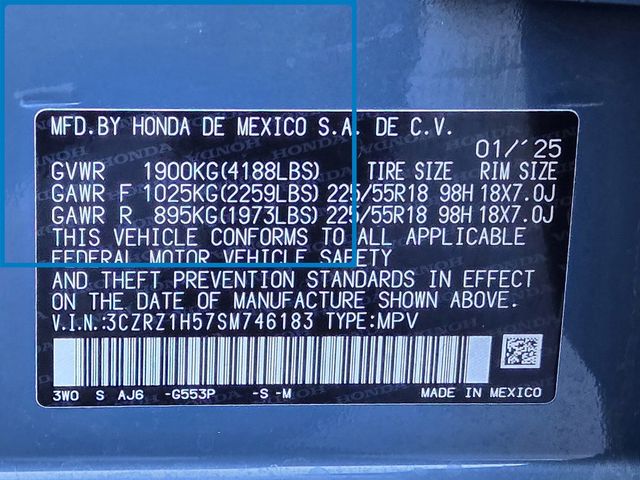 MFD.BY HONDA DE MEXICO S.A. DE C.V.
01/'25
GVWR 1900KG(4188LBS) TIRE SIZE RIM SIZE
GAWR F 1025KG(2259LBS) 225/55R18 98H 18X7.0J
GAWR R 895KG(1973LBS) 225/55R18 98H 18X7.0J
THIS VEHICLE CONFORMS TO ALL APPLICABLE
FEDERAL MOTOR VEHICLE SAFETY
AND THEFT PREVENTION STANDARDS IN EFFECT
ON THE DATE OF MANUFACTURE SHOWN ABOVE.
V.I.N.:3CZRZ1H57SM746183 TYPE:MPV
3WO S AJ6 -G553P -S -M MADE IN MEXICO